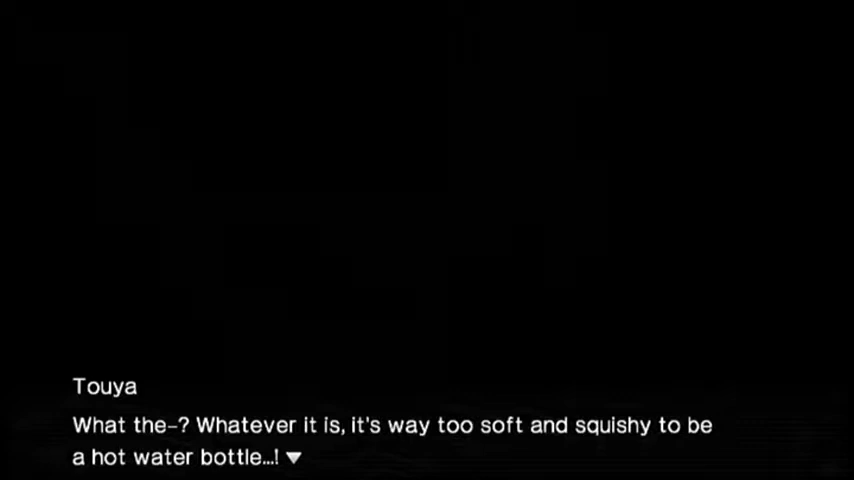 Touya
What the–? Whatever it is, it's way too soft and squishy to be
a hot water bottle...!